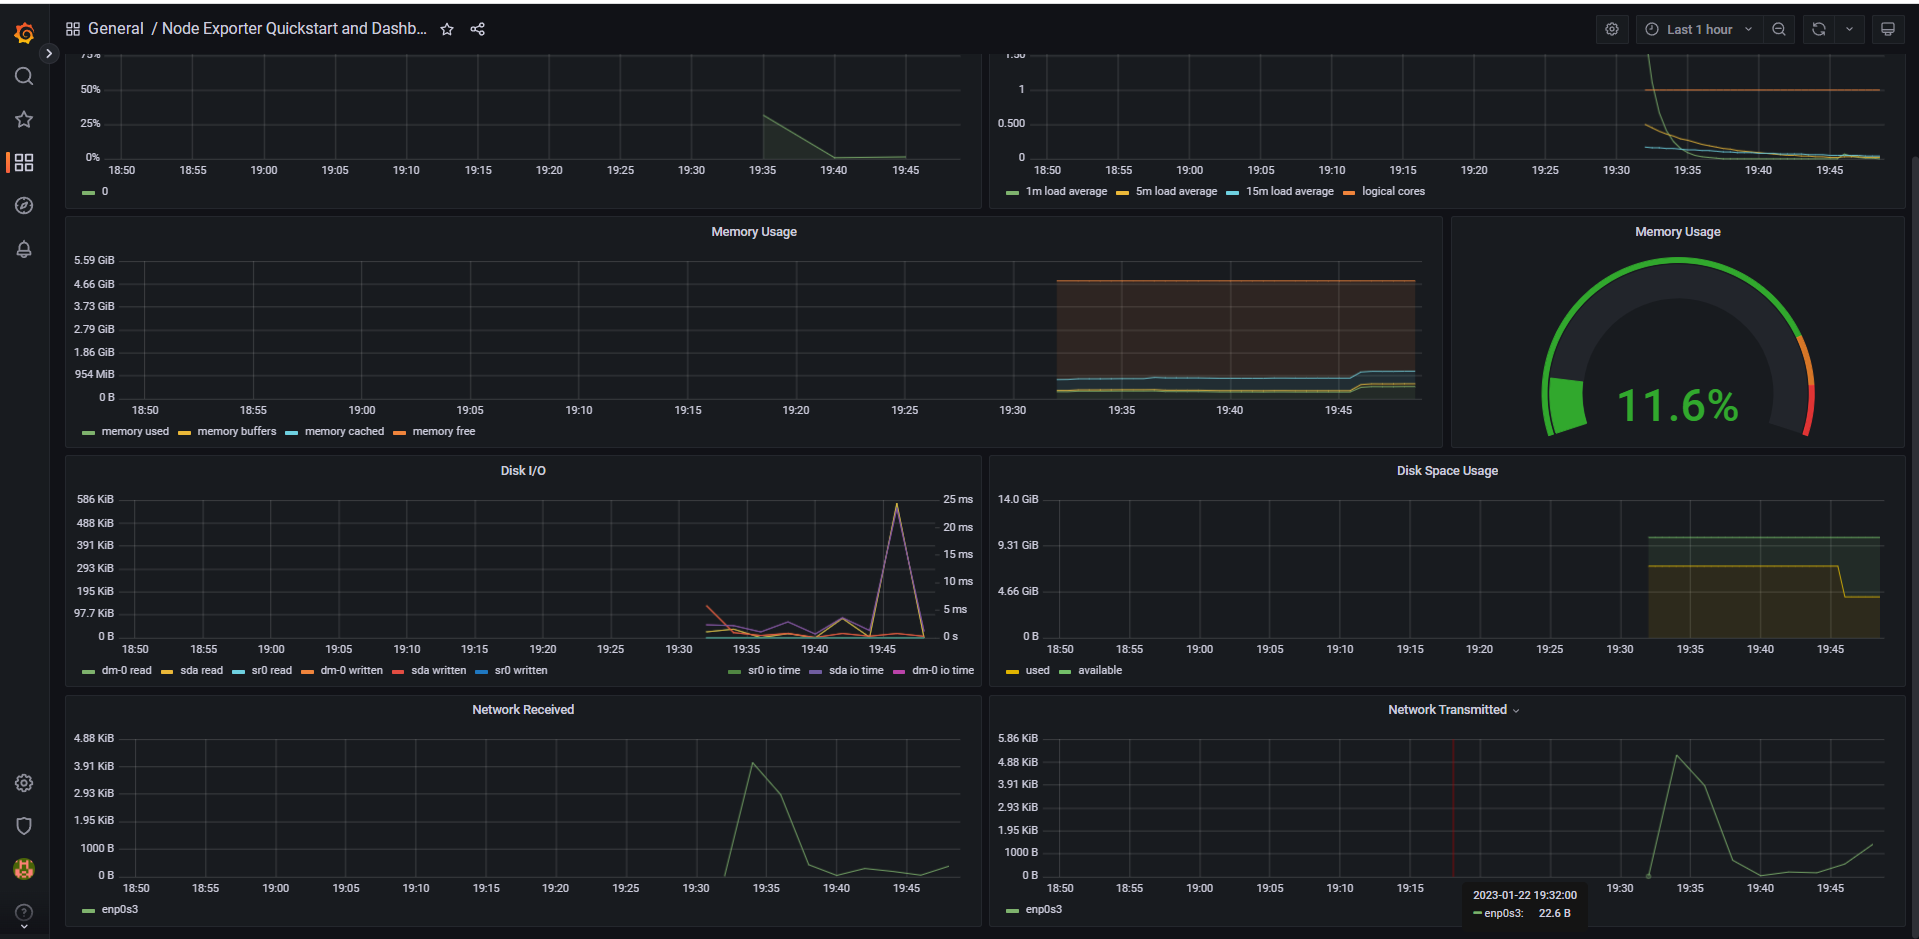 General / Node Exporter Quickstart and Dashb... Last 1 hour
75%
50%
25%
0%
18:50 18:55 19:00 19:05 19:10 19:15 19:20 19:25 19:30 19:35 19:40 19:45
0
1.50
1
0.500
0
18:50 18:55 19:00 19:05 19:10 19:15 19:20 19:25 19:30 19:35 19:40 19:45
1m load average 5m load average 15m load average logical cores
Memory Usage
5.59 GiB
4.66 GiB
3.73 GiB
2.79 GiB
1.86 GiB
954 MiB
0 B
18:50 18:55 19:00 19:05 19:10 19:15 19:20 19:25 19:30 19:35 19:40 19:45
memory used memory buffers memory cached memory free
Memory Usage
11.6%
Disk I/O
586 KiB
488 KiB
391 KiB
293 KiB
195 KiB
97.7 KiB
0 B
25 ms
20 ms
15 ms
10 ms
5 ms
0 s
18:50 18:55 19:00 19:05 19:10 19:15 19:20 19:25 19:30 19:35 19:40 19:45
dm-0 read sda read sr0 read dm-0 written sda written sr0 written sr0 io time sda io time dm-0 io time
Disk Space Usage
14.0 GiB
9.31 GiB
4.66 GiB
0 B
18:50 18:55 19:00 19:05 19:10 19:15 19:20 19:25 19:30 19:35 19:40 19:45
used available
Network Received
4.88 KiB
3.91 KiB
2.93 KiB
1.95 KiB
1000 B
0 B
18:50 18:55 19:00 19:05 19:10 19:15 19:20 19:25 19:30 19:35 19:40 19:45
enp0s3
Network Transmitted
5.86 KiB
4.88 KiB
3.91 KiB
2.93 KiB
1.95 KiB
1000 B
0 B
18:50 18:55 19:00 19:05 19:10 19:15 19:30 19:35 19:40 19:45
2023-01-22 19:32:00
enp0s3: 22.6 B
enp0s3